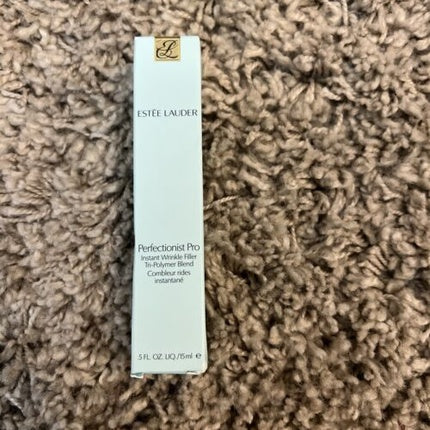 ESTĒE LAUDER
Perfectionist Pro
Instant Wrinkle Filler
Tri-Polymer Blend
Combleur rides
instantané
.5 FL. OZ. LIQ./15 ml ℮